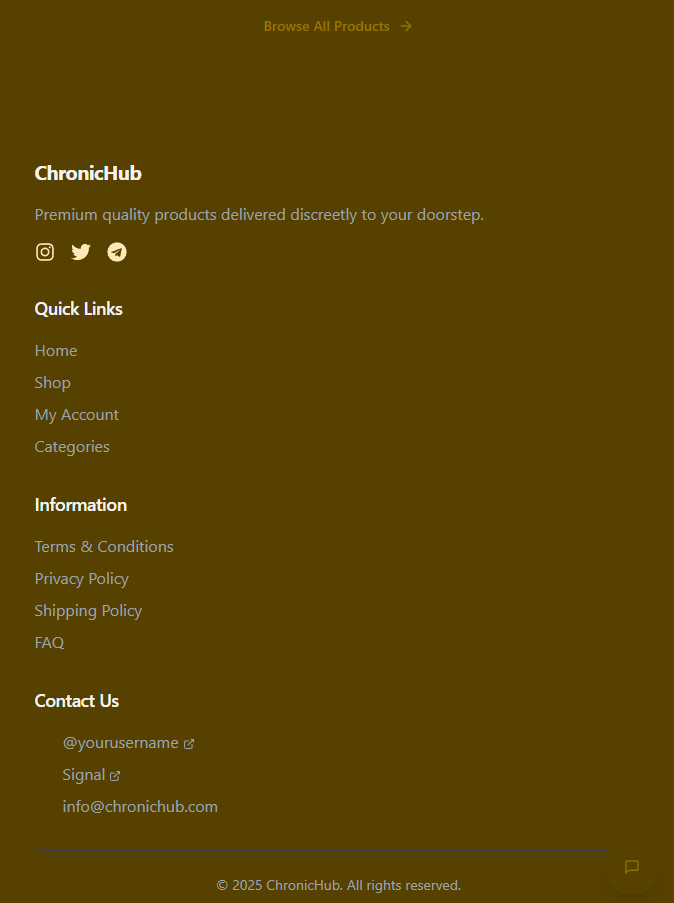 Browse All Products
ChronicHub
Premium quality products delivered discreetly to your doorstep.
Quick Links
Home
Shop
My Account
Categories
Information
Terms & Conditions
Privacy Policy
Shipping Policy
FAQ
Contact Us
@yourusername
Signal
info@chronichub.com
© 2025 ChronicHub. All rights reserved.